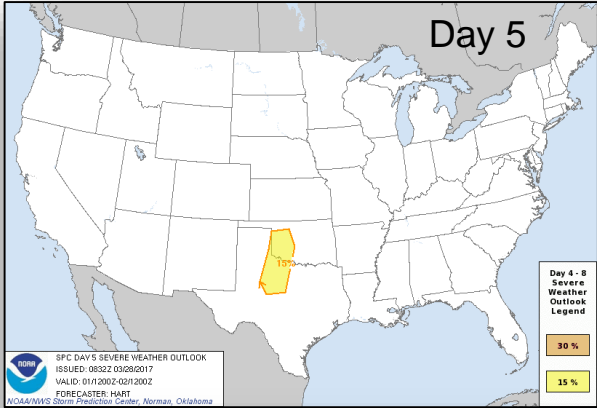 Day 5
15%
Day 4 - 8
Severe
Weather
Outlook
Legend
30 %
15 %
NOAA
SPC DAY 5 SEVERE WEATHER OUTLOOK
ISSUED: 0832Z 03/28/2017
VALID: 01/1200Z-02/1200Z
FORECASTER: HART
NOAA/NWS Storm Prediction Center, Norman, Oklahoma